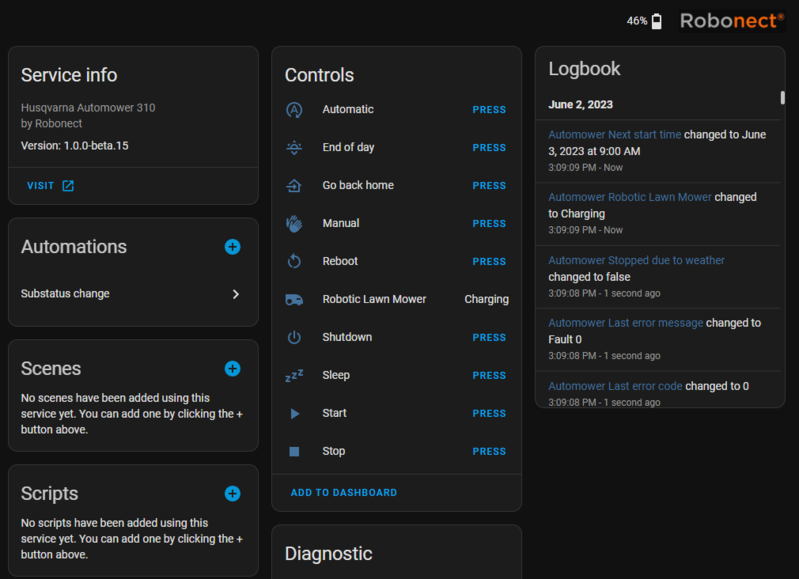 46%
Robonect®
Service info
Husqvarna Automower 310
by Robonect
Version: 1.0.0-beta.15
VISIT
Automations
Substatus change
Scenes
No scenes have been added using this
service yet. You can add one by clicking the +
button above.
Scripts
No scripts have been added using this
service yet. You can add one by clicking the +
button above.
Controls
Automatic PRESS
End of day PRESS
Go back home PRESS
Manual PRESS
Reboot PRESS
Robotic Lawn Mower Charging
Shutdown PRESS
Sleep PRESS
Start PRESS
Stop PRESS
ADD TO DASHBOARD
Diagnostic
Logbook
June 2, 2023
Automower Next start time changed to June
3, 2023 at 9:00 AM
3:09:09 PM - Now
Automower Robotic Lawn Mower changed
to Charging
3:09:09 PM - Now
Automower Stopped due to weather
changed to false
3:09:08 PM - 1 second ago
Automower Last error message changed to
Fault 0
3:09:08 PM - 1 second ago
Automower Last error code changed to 0
3:09:08 PM - 1 second ago